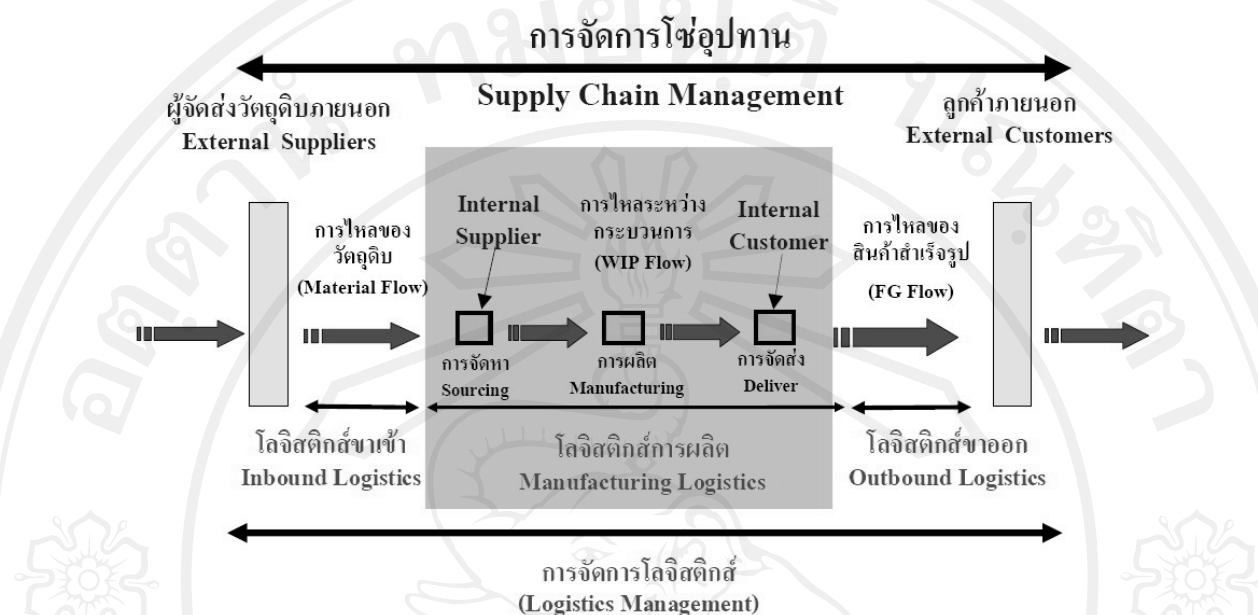 การจัดการโซ่อุปทาน
Supply Chain Management
ผู้จัดส่งวัตถุดิบภายนอก
External Suppliers
ลูกค้าภายนอก
External Customers
การไหลของ
วัตถุดิบ
(Material Flow)
Internal
Supplier
การไหลระหว่าง
กระบวนการ
(WIP Flow)
Internal
Customer
การไหลของ
สินค้าสำเร็จรูป
(FG Flow)
การจัดหา
Sourcing
การผลิต
Manufacturing
การจัดส่ง
Deliver
โลจิสติกส์ขาเข้า
Inbound Logistics
โลจิสติกส์การผลิต
Manufacturing Logistics
โลจิสติกส์ขาออก
Outbound Logistics
การจัดการโลจิสติกส์
(Logistics Management)